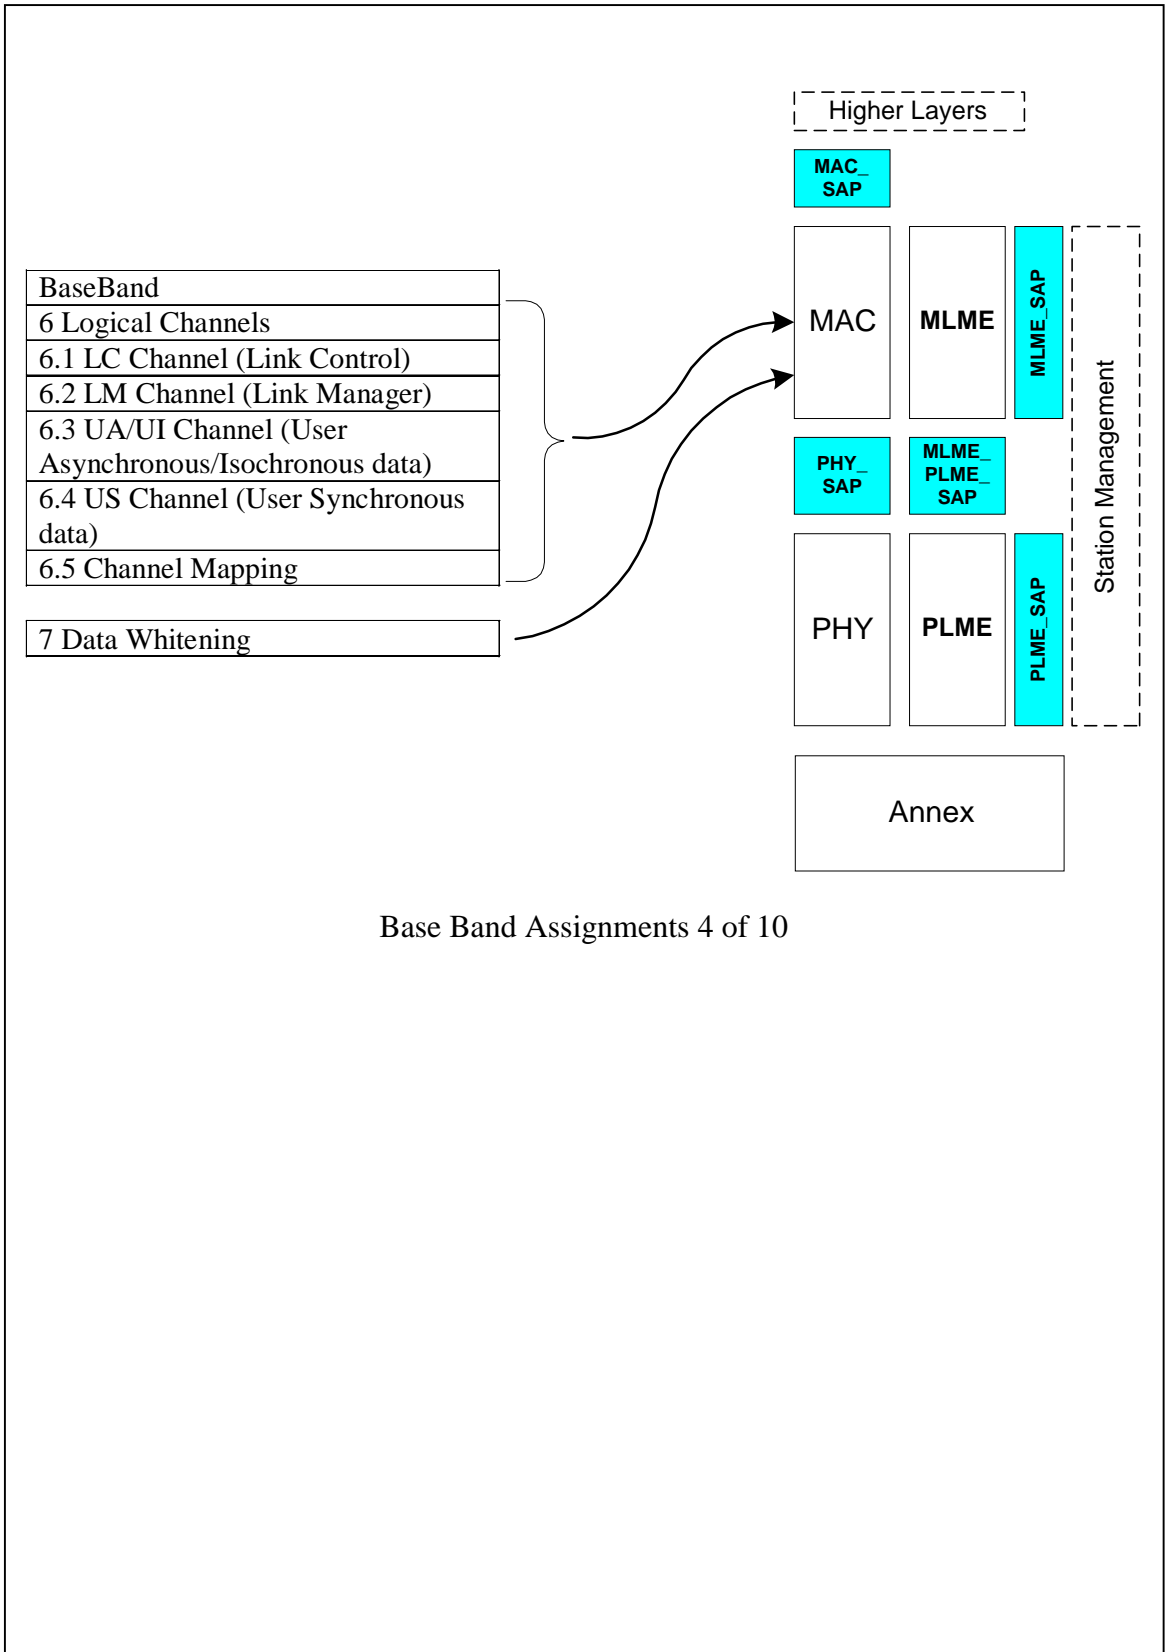 Higher Layers
MAC_
SAP
BaseBand
6 Logical Channels
6.1 LC Channel (Link Control)
6.2 LM Channel (Link Manager)
6.3 UA/UI Channel (User
Asynchronous/Isochronous data)
6.4 US Channel (User Synchronous
data)
6.5 Channel Mapping
7 Data Whitening
MAC
MLME
MLME_SAP
PHY_
SAP
MLME_
PLME_
SAP
Station Management
PHY
PLME
PLME_SAP
Annex
Base Band Assignments 4 of 10